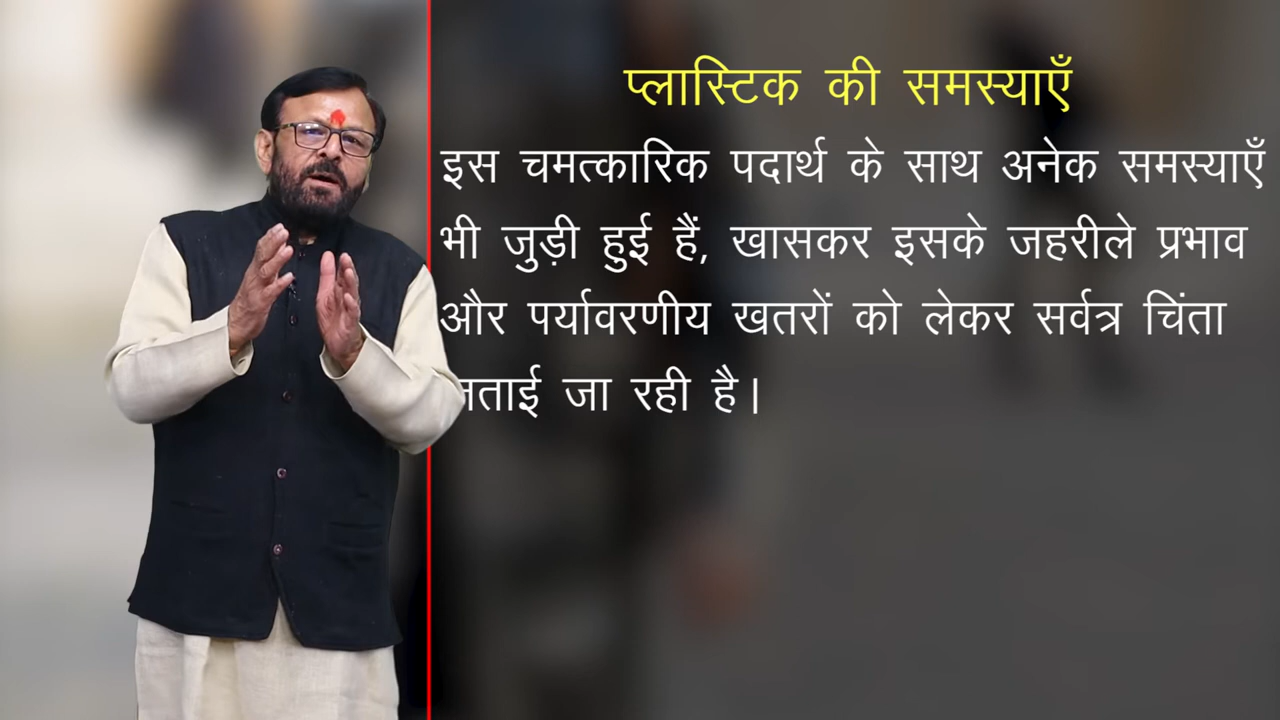 प्लास्टिक की समस्याएँ
इस चमत्कारिक पदार्थ के साथ अनेक समस्याएँ
भी जुड़ी हुई हैं, खासकर इसके जहरीले प्रभाव
और पर्यावरणीय खतरों को लेकर सर्वत्र चिंता
जा रही है।